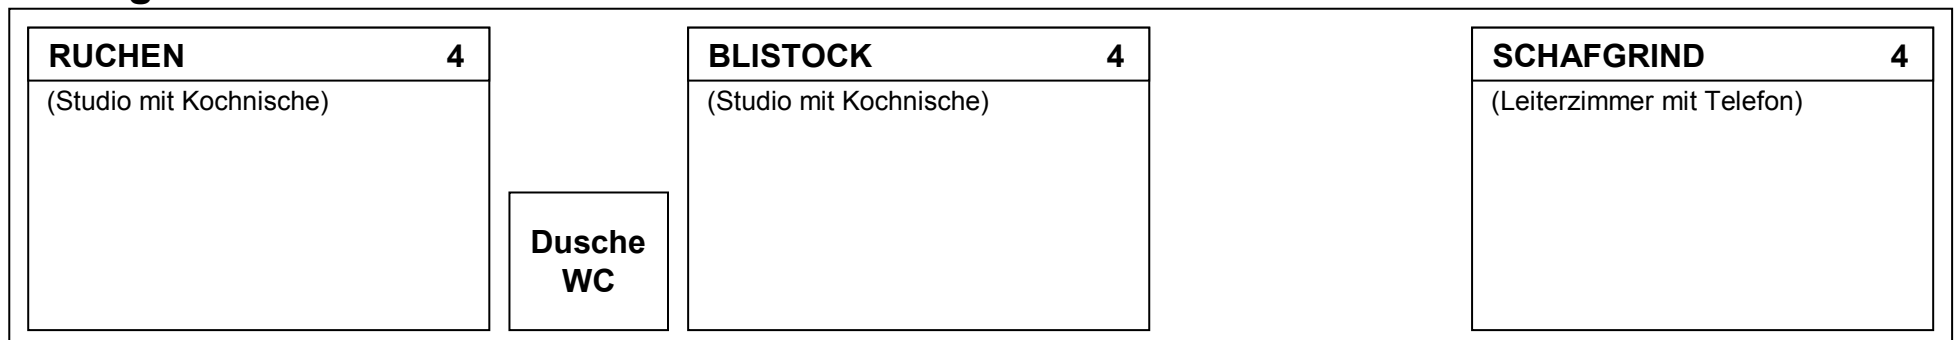 RUCHEN 4
(Studio mit Kochnische)
Dusche
WC
BLISTOCK 4
(Studio mit Kochnische)
SCHAFGRIND 4
(Leiterzimmer mit Telefon)